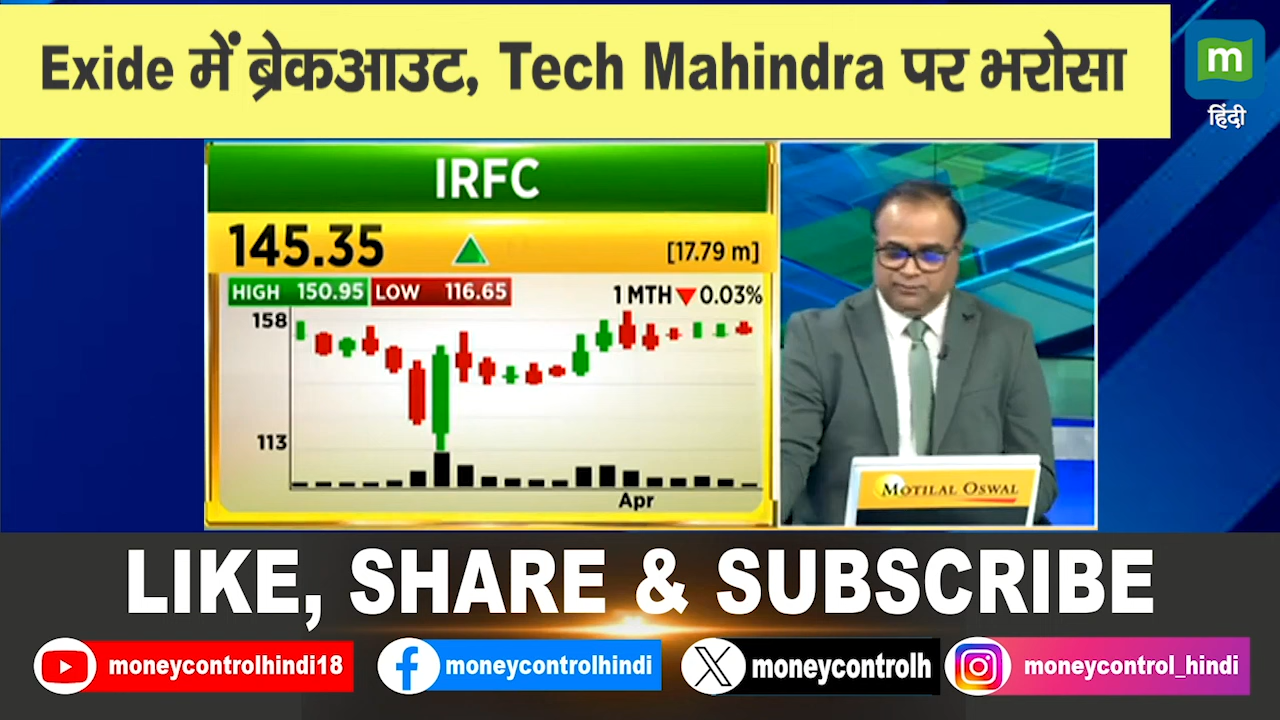 Exide में ब्रेकआउट, Tech Mahindra पर भरोसा
m
हिंदी
IRFC
145.35 [17.79 m]
HIGH 150.95 LOW 116.65 1 MTH 0.03%
158
113
Apr
MOTILAL OSWAL
LIKE, SHARE & SUBSCRIBE
moneycontrolhindi18 moneycontrolhindi moneycontrolh moneycontrol_hindi